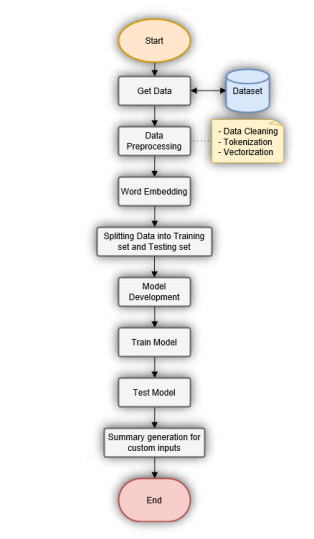 Start
Get Data
Dataset
Data
Preprocessing
- Data Cleaning
- Tokenization
- Vectorization
Word Embedding
Splitting Data into Training
set and Testing set
Model
Development
Train Model
Test Model
Summary generation for
custom inputs
End